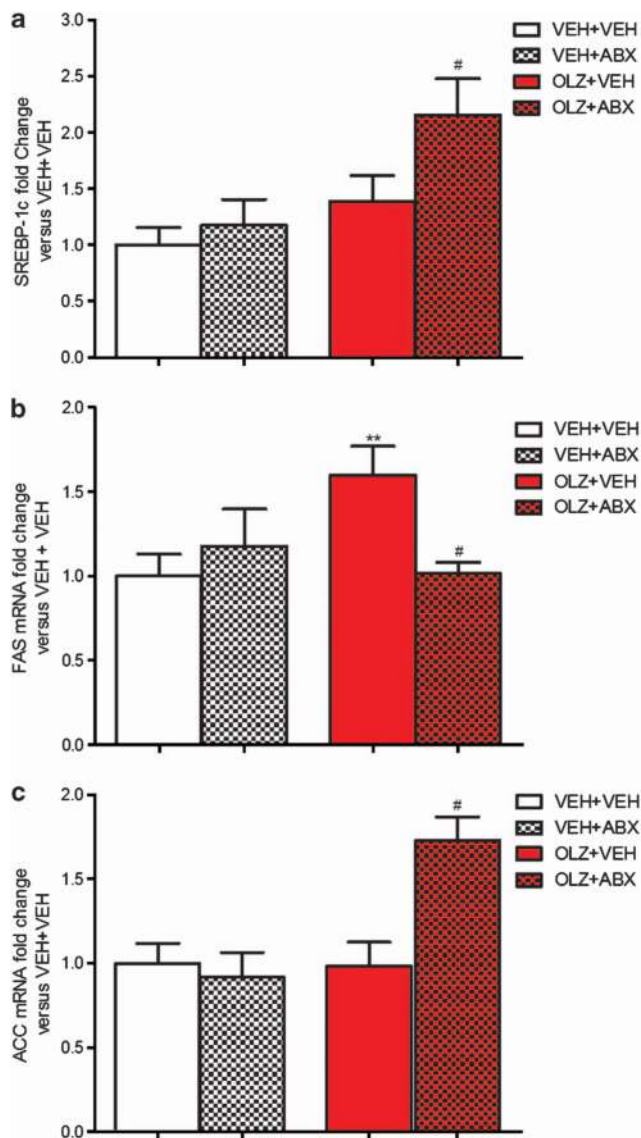 a
SREBP-1c fold Change
versus VEH+VEH
3.0
2.5
2.0
1.5
1.0
0.5
0.0
#
VEH+VEH
VEH+ABX
OLZ+VEH
OLZ+ABX
b
FAS mRNA fold change
versus VEH + VEH
2.0
1.5
1.0
0.5
0.0
**
#
VEH+VEH
VEH+ABX
OLZ+VEH
OLZ+ABX
c
ACC mRNA fold change
versus VEH+VEH
2.0
1.5
1.0
0.5
0.0
#
VEH+VEH
VEH+ABX
OLZ+VEH
OLZ+ABX